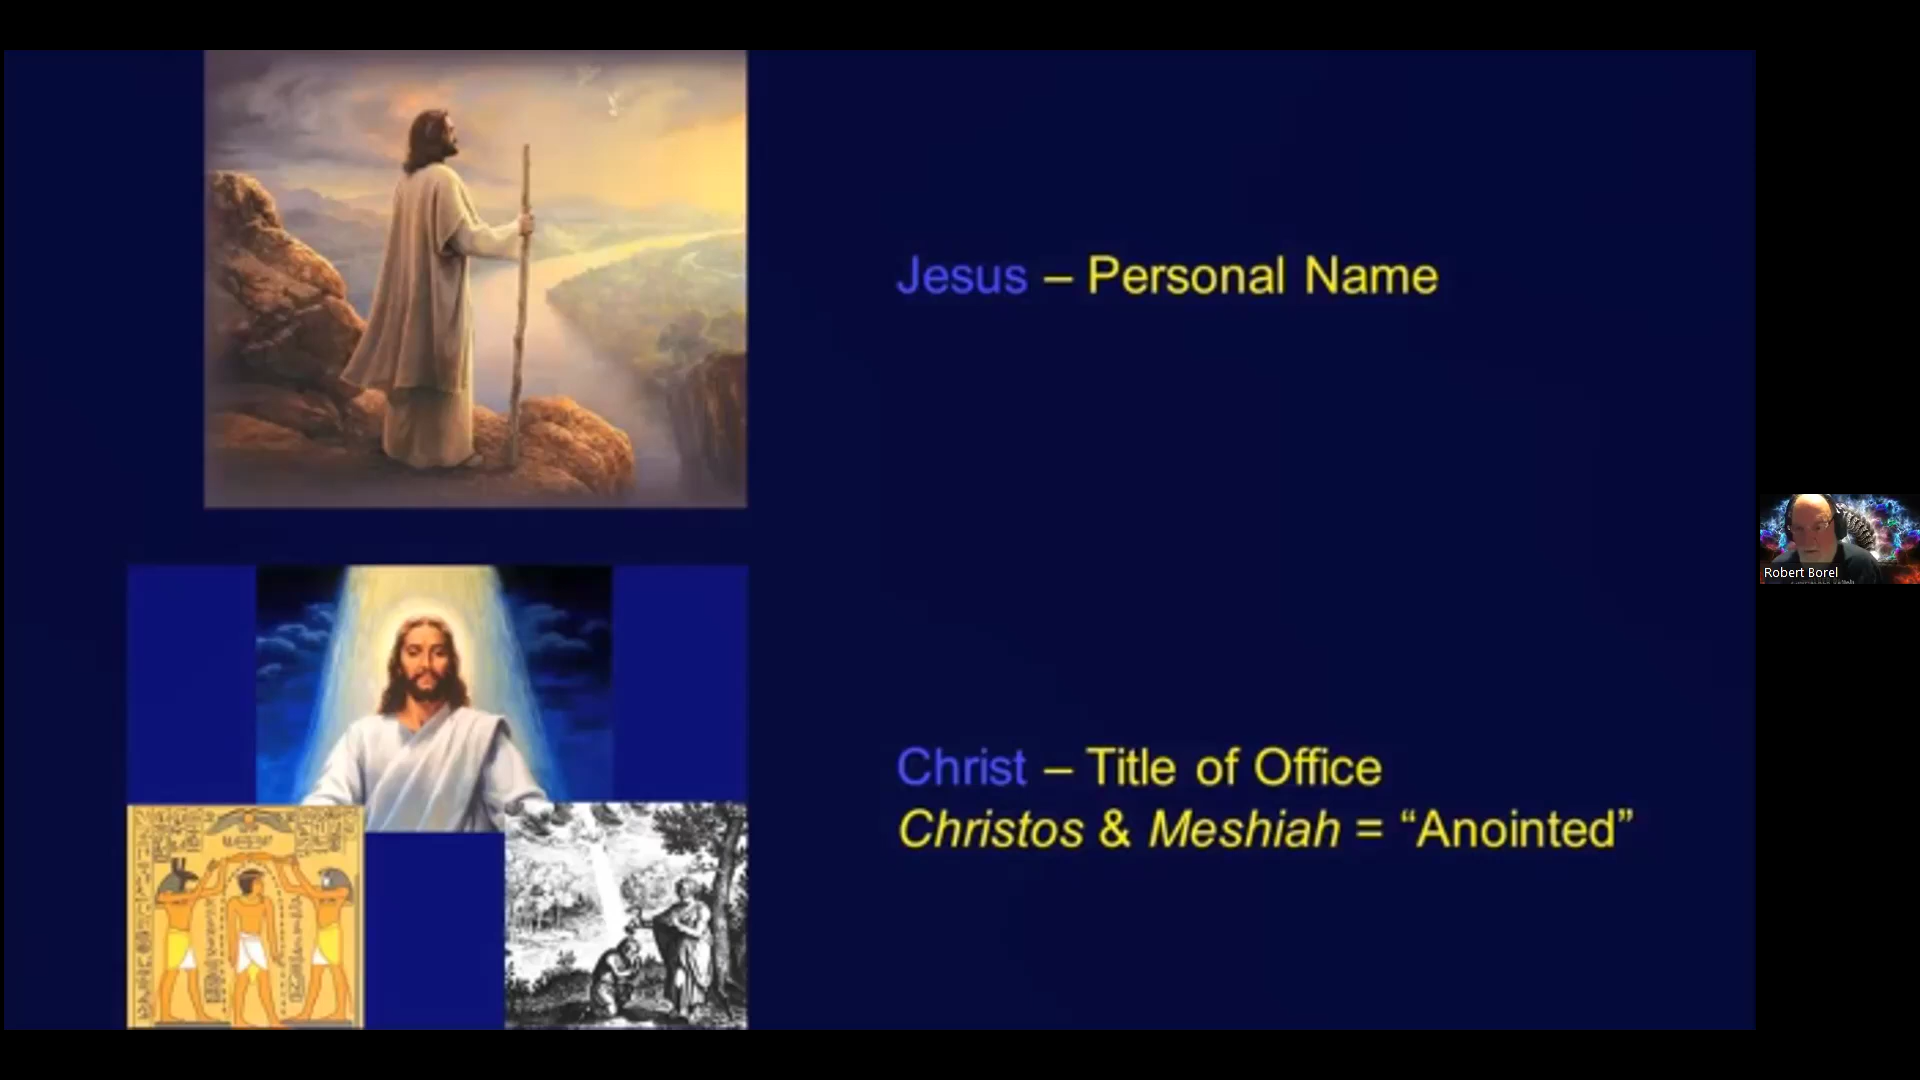 Jesus – Personal Name
Christ – Title of Office
Christos & Meshiah = “Anointed”
Robert Borel